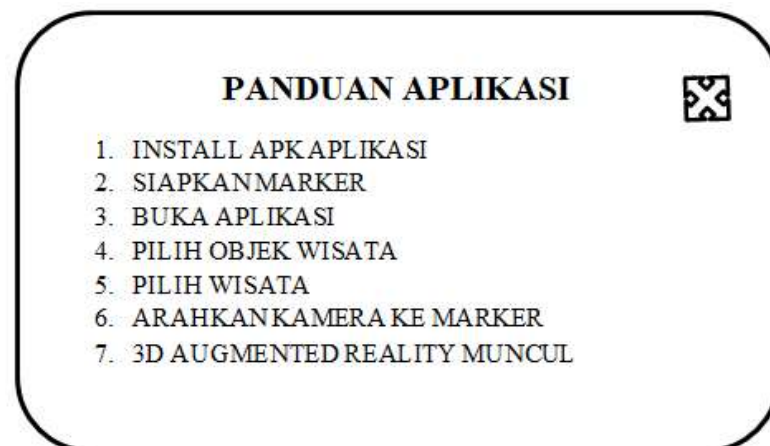 PANDUAN APLIKASI
1. INSTALL APK APLIKASI
2. SIAPKAN MARKER
3. BUKA APLIKASI
4. PILIH OBJEK WISATA
5. PILIH WISATA
6. ARAHKAN KAMERA KE MARKER
7. 3D AUGMENTED REALITY MUNCUL